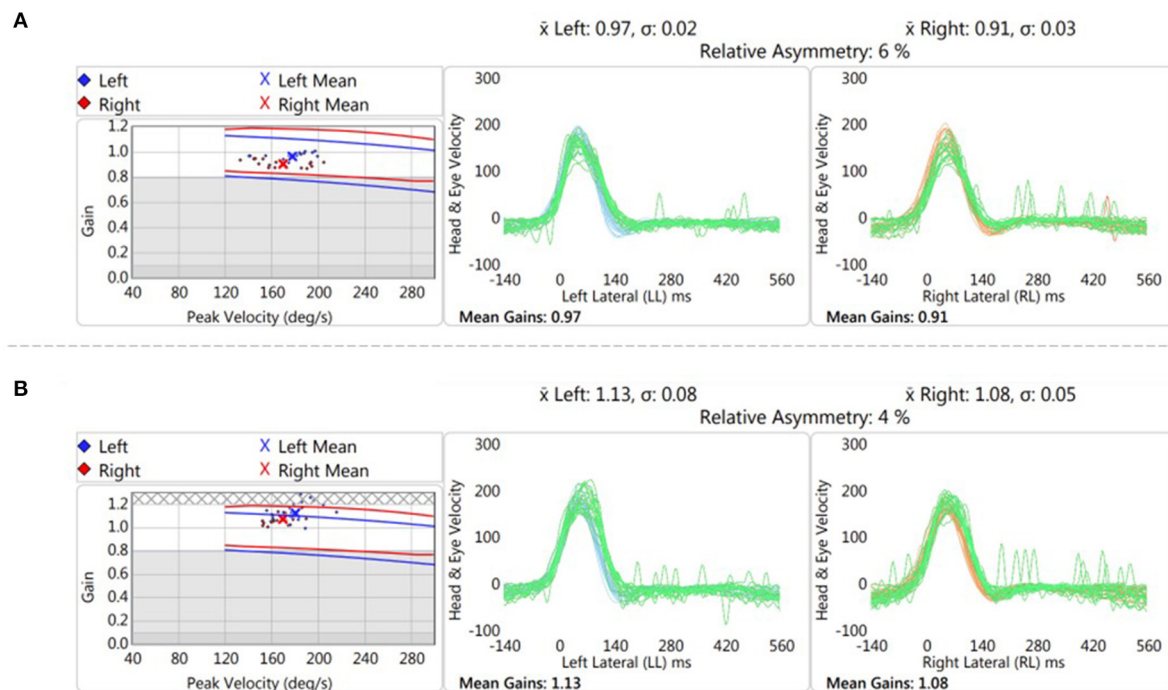 A
x̄ Left: 0.97, σ: 0.02
x̄ Right: 0.91, σ: 0.03
Relative Asymmetry: 6 %
Left
Left Mean
Right
Right Mean
1.2
1.0
0.8
0.6
0.4
0.2
0.0
Gain
40 80 120 160 200 240 280
Peak Velocity (deg/s)
300
200
100
0
-100
Head & Eye Velocity
-140 0 140 280 420 560
Left Lateral (LL) ms
Mean Gains: 0.97
300
200
100
0
-100
Head & Eye Velocity
-140 0 140 280 420 560
Right Lateral (RL) ms
Mean Gains: 0.91
B
x̄ Left: 1.13, σ: 0.08
x̄ Right: 1.08, σ: 0.05
Relative Asymmetry: 4 %
Left
Left Mean
Right
Right Mean
1.2
1.0
0.8
0.6
0.4
0.2
0.0
Gain
40 80 120 160 200 240 280
Peak Velocity (deg/s)
300
200
100
0
-100
Head & Eye Velocity
-140 0 140 280 420 560
Left Lateral (LL) ms
Mean Gains: 1.13
300
200
100
0
-100
Head & Eye Velocity
-140 0 140 280 420 560
Right Lateral (RL) ms
Mean Gains: 1.08